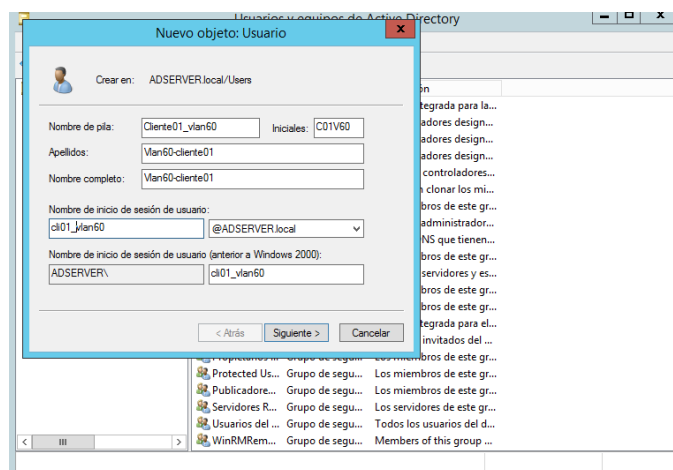 Usuarios y equipos de Active Directory
Nuevo objeto: Usuario
Crear en: ADSERVER.local/Users
Nombre de pila: Cliente01_vlan60 Iniciales: C01V60
Apellidos: Vlan60-cliente01
Nombre completo: Vlan60-cliente01
Nombre de inicio de sesión de usuario:
cli01_vlan60 @ADSERVER.local
Nombre de inicio de sesión de usuario (anterior a Windows 2000):
ADSERVER\ cli01_vlan60
< Atrás Siguiente > Cancelar
tegrada para la...
adores design...
adores design...
adores design...
controladores...
clonar los mi...
bros de este gr...
administrador...
NS que tienen...
bros de este gr...
servidores y es...
bros de este gr...
bros de este gr...
tegrada para el...
invitados del ...
Propietarios ... Grupo de segu... Los miembros de este gr...
Protected Us... Grupo de segu... Los miembros de este gr...
Publicadore... Grupo de segu... Los miembros de este gr...
Servidores R... Grupo de segu... Los servidores de este gr...
Usuarios del ... Grupo de segu... Todos los usuarios del d...
WinRMRem... Grupo de segu... Members of this group ...